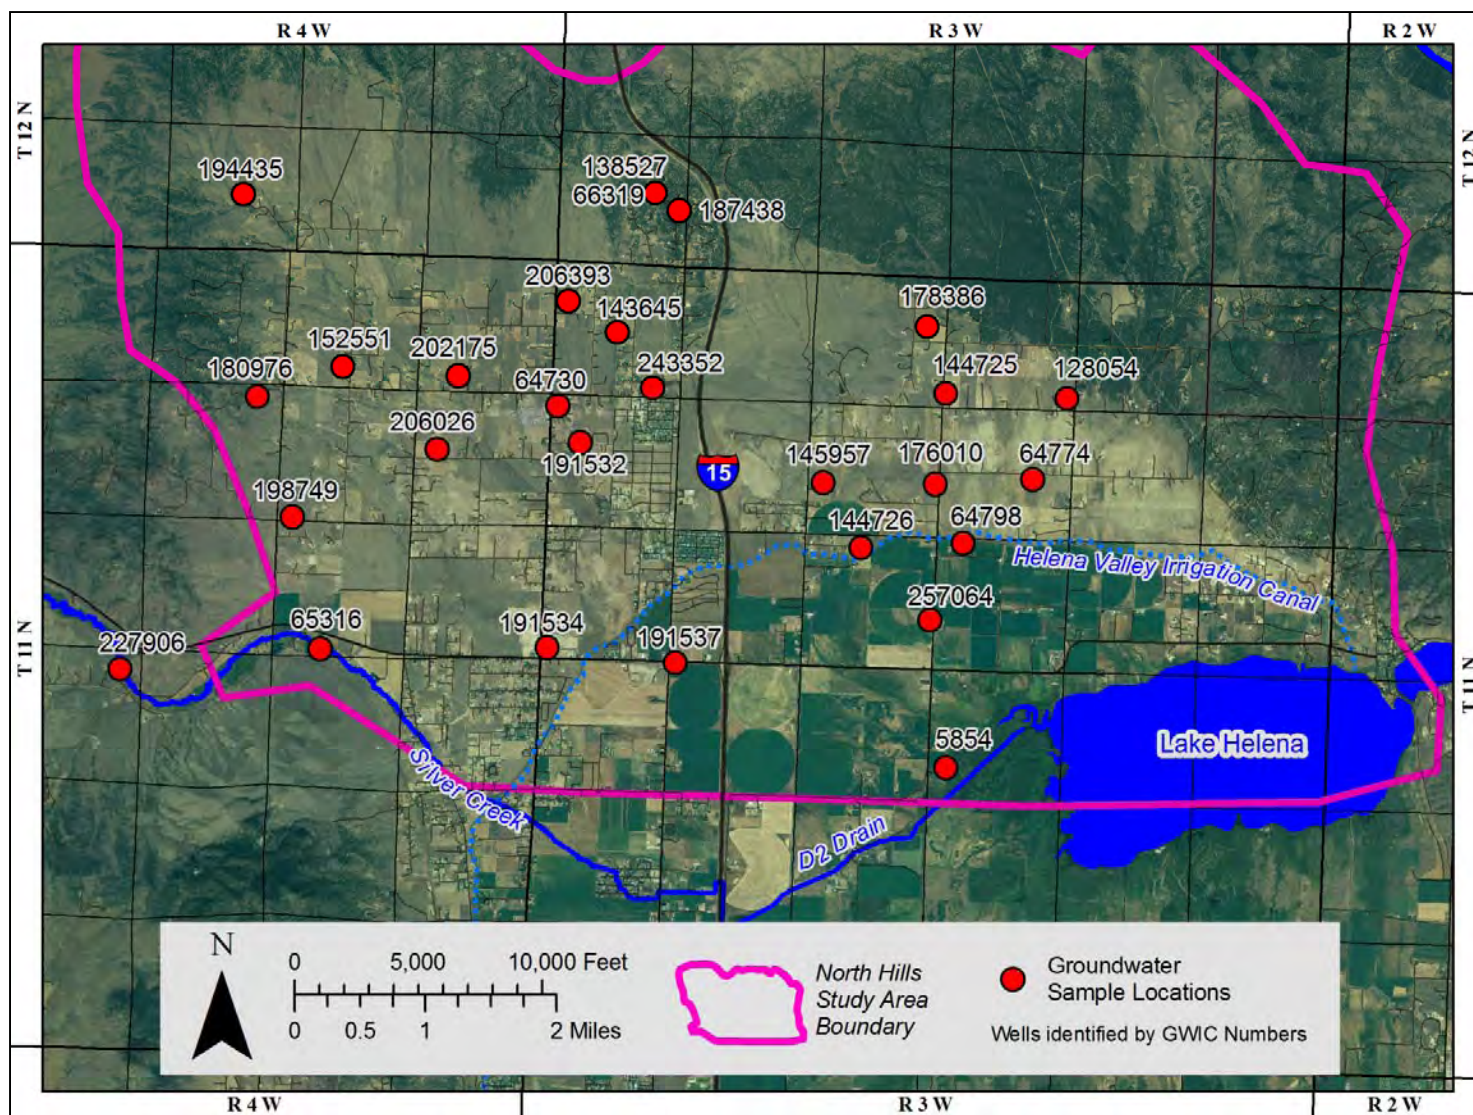 R 4 W
R 3 W
R 2 W
T 12 N
T 12 N
194435
138527
66319
187438
206393
143645
178386
152551
202175
243352
180976
64730
144725
128054
206026
191532
15
145957
176010
64774
198749
144726
64798
Helena Valley Irrigation Canal
257064
65316
191534
191537
227906
T 11 N
T 11 N
5854
Lake Helena
Silver Creek
D2 Drain
N
0 5,000 10,000 Feet
0 0.5 1 2 Miles
North Hills
Study Area
Boundary
Groundwater
Sample Locations
Wells identified by GWIC Numbers
R 4 W
R 3 W
R 2 W